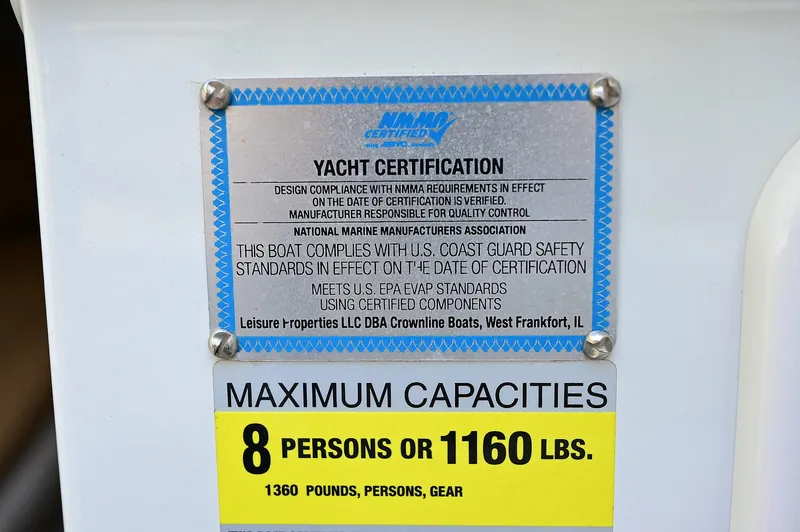 NMMA
CERTIFIED
using ABYC standards
YACHT CERTIFICATION
DESIGN COMPLIANCE WITH NMMA REQUIREMENTS IN EFFECT
ON THE DATE OF CERTIFICATION IS VERIFIED.
MANUFACTURER RESPONSIBLE FOR QUALITY CONTROL
NATIONAL MARINE MANUFACTURERS ASSOCIATION
THIS BOAT COMPLIES WITH U.S. COAST GUARD SAFETY
STANDARDS IN EFFECT ON THE DATE OF CERTIFICATION
MEETS U.S. EPA EVAP STANDARDS
USING CERTIFIED COMPONENTS
Leisure Properties LLC DBA Crownline Boats, West Frankfort, IL
MAXIMUM CAPACITIES
8 PERSONS OR 1160 LBS.
1360 POUNDS, PERSONS, GEAR